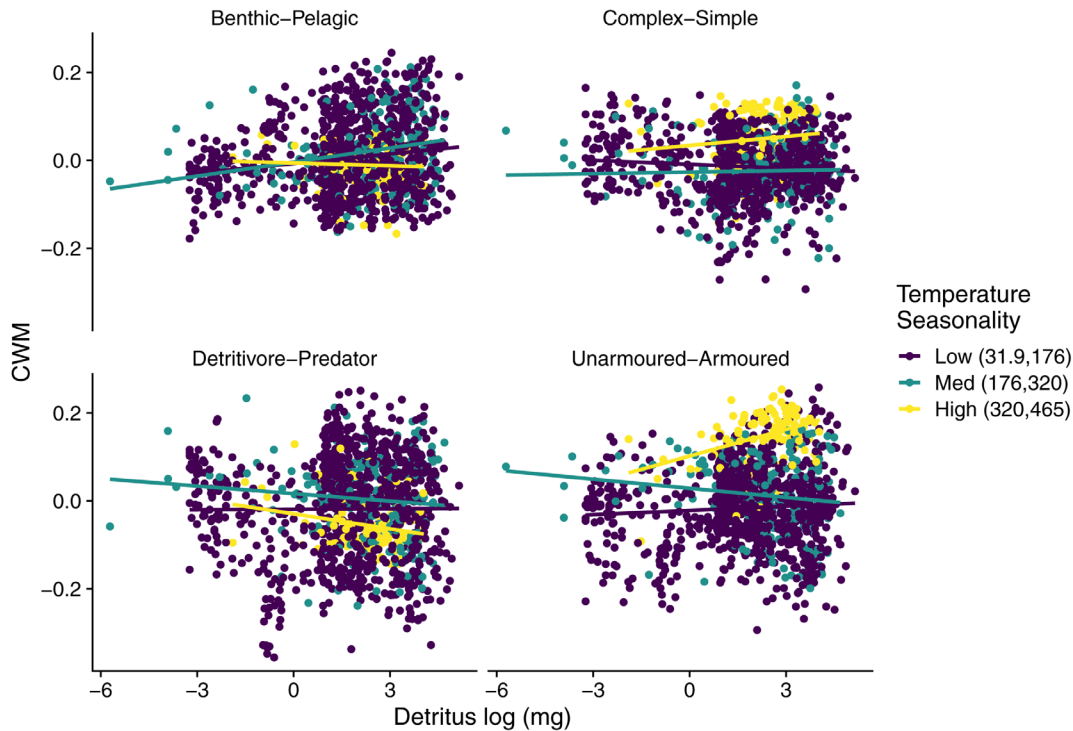 Benthic−Pelagic
Complex−Simple
0.2
0.0
−0.2
Detritivore−Predator
Unarmoured−Armoured
0.2
0.0
−0.2
−6
−3
0
3
−6
−3
0
3
Detritus log (mg)
CWM
Temperature
Seasonality
Low (31.9,176)
Med (176,320)
High (320,465)